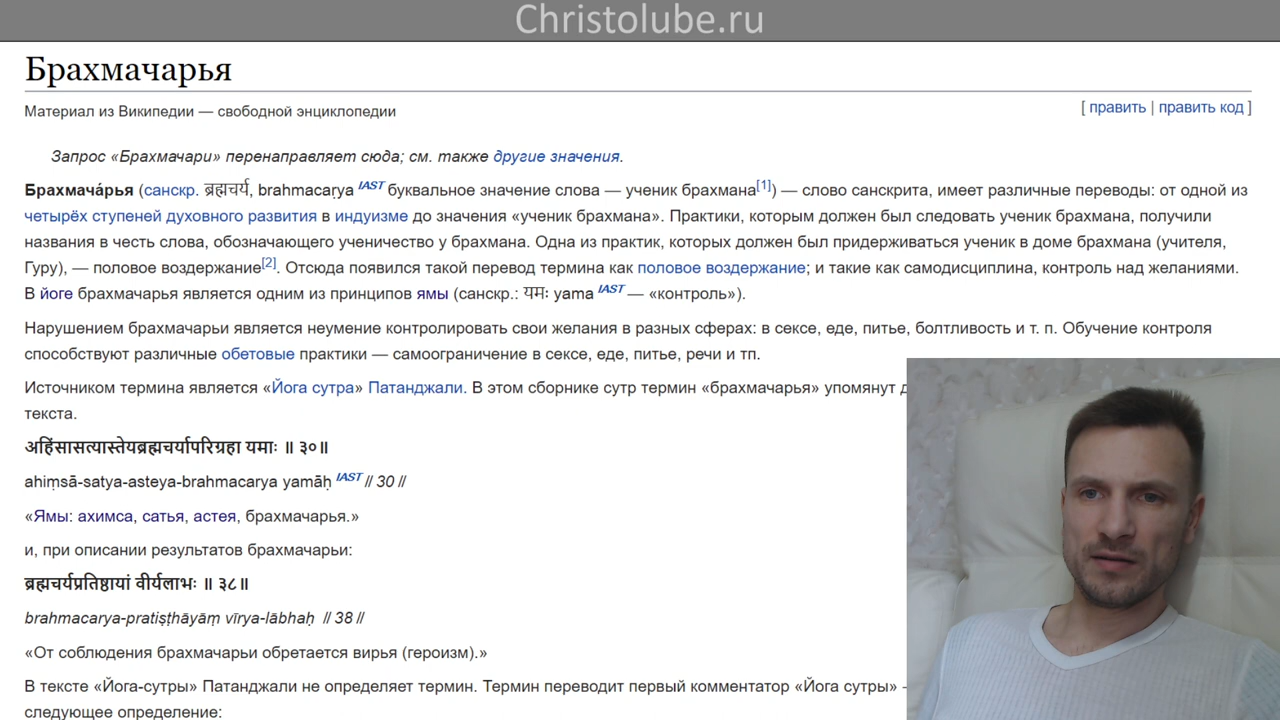 Christolube.ru
Брахмачарья
Материал из Википедии — свободной энциклопедии
[ править | править код ]
Запрос «Брахмачари» перенаправляет сюда; см. также другие значения.
Брахмача́рья (санскр. ब्रह्मचर्य, brahmacarya IAST буквальное значение слова — ученик брахмана[1]) — слово санскрита, имеет различные переводы: от одной из
четырёх ступеней духовного развития в индуизме до значения «ученик брахмана». Практики, которым должен был следовать ученик брахмана, получили
названия в честь слова, обозначающего ученичество у брахмана. Одна из практик, которых должен был придерживаться ученик в доме брахмана (учителя,
Гуру), — половое воздержание[2]. Отсюда появился такой перевод термина как половое воздержание; и такие как самодисциплина, контроль над желаниями.
В йоге брахмачарья является одним из принципов ямы (санскр.: यमः yama IAST — «контроль»).
Нарушением брахмачарьи является неумение контролировать свои желания в разных сферах: в сексе, еде, питье, болтливость и т. п. Обучение контроля
способствуют различные обетовые практики — самоограничение в сексе, еде, питье, речи и тп.
Источником термина является «Йога сутра» Патанджали. В этом сборнике сутр термин «брахмачарья» упомянут
текста.
अहिंसासत्यास्तेयब्रह्मचर्यापरिग्रहा यमाः ॥ ३०॥
ahiṃsā-satya-asteya-brahmacarya yamāḥ IAST // 30 //
«Ямы: ахимса, сатья, астея, брахмачарья.»
и, при описании результатов брахмачарьи:
ब्रह्मचर्यप्रतिष्ठायां वीर्यलाभः ॥ ३८॥
brahmacarya-pratiṣṭhāyāṃ vīrya-lābhaḥ // 38 //
«От соблюдения брахмачарьи обретается вирья (героизм).»
В тексте «Йога-сутры» Патанджали не определяет термин. Термин переводит первый комментатор «Йога сутры» -
следующее определение: